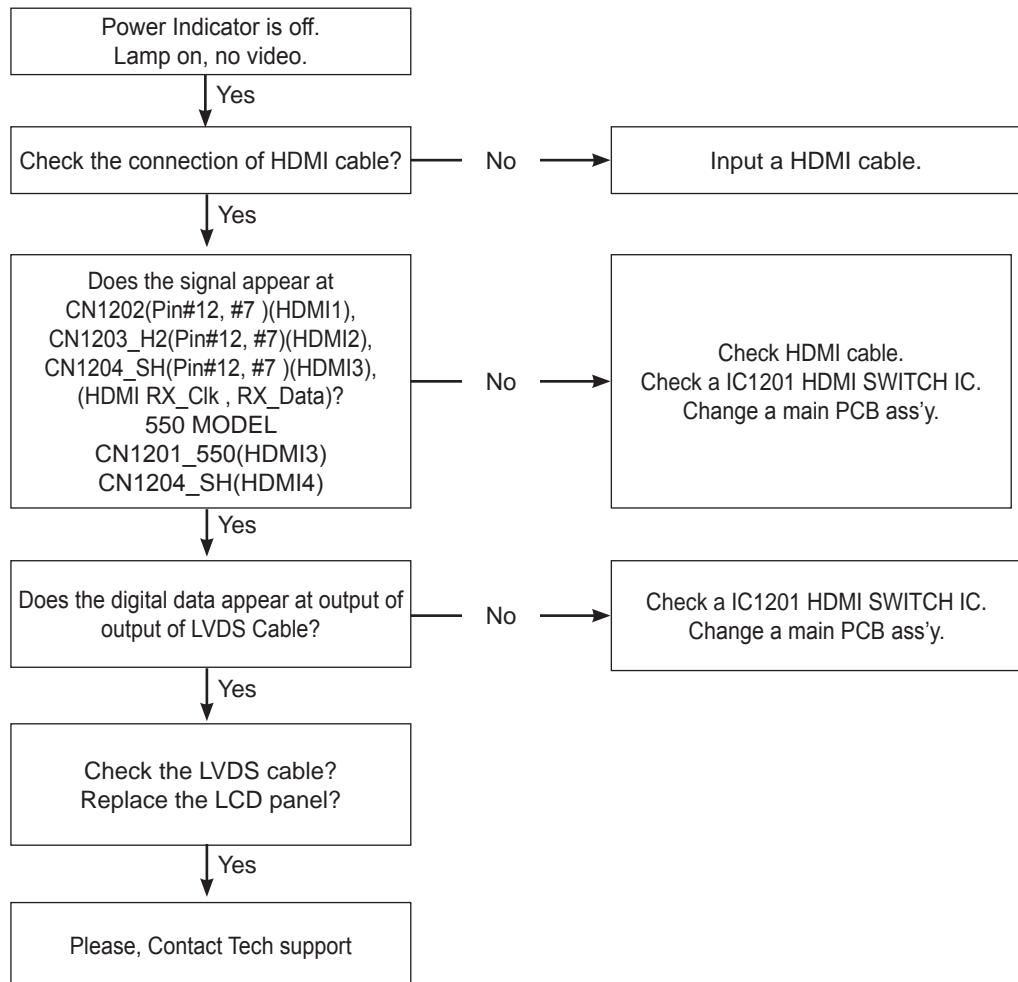 Power Indicator is off.
Lamp on, no video.
Yes
Check the connection of HDMI cable?
No
Input a HDMI cable.
Yes
Does the signal appear at
CN1202(Pin#12, #7 )(HDMI1),
CN1203_H2(Pin#12, #7)(HDMI2),
CN1204_SH(Pin#12, #7 )(HDMI3),
(HDMI RX_Clk , RX_Data)?
550 MODEL
CN1201_550(HDMI3)
CN1204_SH(HDMI4)
No
Check HDMI cable.
Check a IC1201 HDMI SWITCH IC.
Change a main PCB ass’y.
Yes
Does the digital data appear at output of
output of LVDS Cable?
No
Check a IC1201 HDMI SWITCH IC.
Change a main PCB ass’y.
Yes
Check the LVDS cable?
Replace the LCD panel?
Yes
Please, Contact Tech support